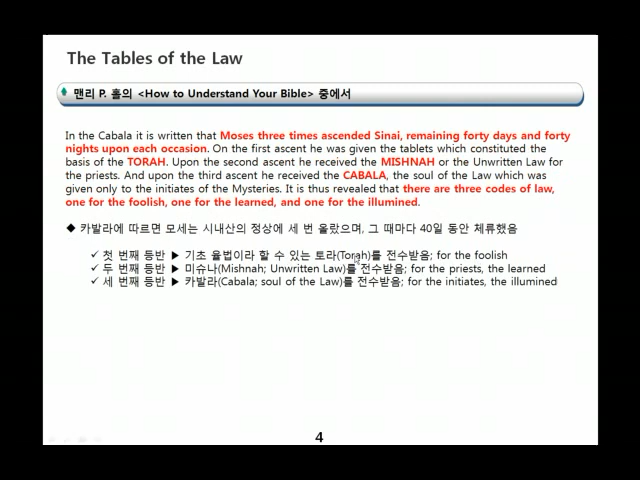 The Tables of the Law
맨리 P. 홀의 <How to Understand Your Bible> 중에서
In the Cabala it is written that Moses three times ascended Sinai, remaining forty days and forty
nights upon each occasion. On the first ascent he was given the tablets which constituted the
basis of the TORAH. Upon the second ascent he received the MISHNAH or the Unwritten Law for
the priests. And upon the third ascent he received the CABALA, the soul of the Law which was
given only to the initiates of the Mysteries. It is thus revealed that there are three codes of law,
one for the foolish, one for the learned, and one for the illumined.
◆ 카발라에 따르면 모세는 시내산의 정상에 세 번 올랐으며, 그 때마다 40일 동안 체류했음
✓ 첫 번째 등반 ▶ 기초 율법이라 할 수 있는 토라(Torah)를 전수받음; for the foolish
✓ 두 번째 등반 ▶ 미슈나(Mishnah; Unwritten Law)를 전수받음; for the priests, the learned
✓ 세 번째 등반 ▶ 카발라(Cabala; soul of the Law)를 전수받음; for the initiates, the illumined
4